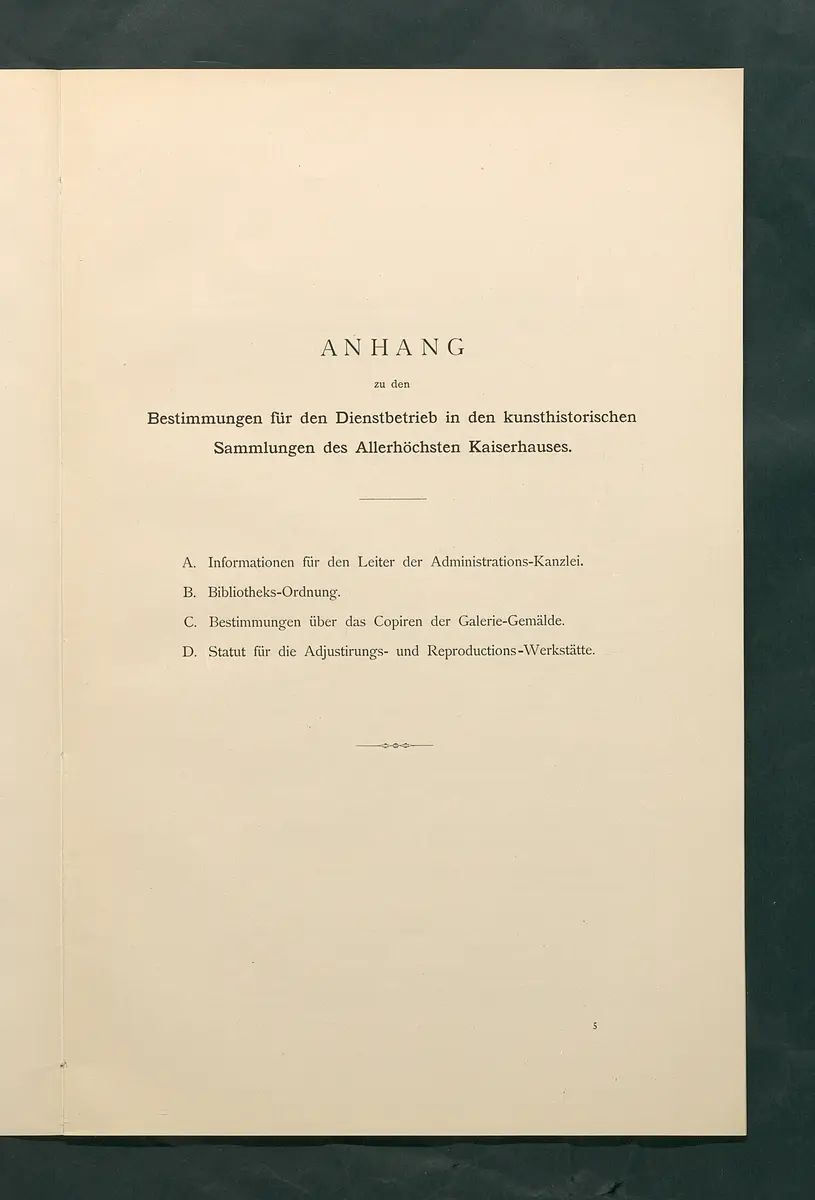 ANHANG
zu den
Bestimmungen für den Dienstbetrieb in den kunsthistorischen
Sammlungen des Allerhöchsten Kaiserhauses.
A. Informationen für den Leiter der Administrations-Kanzlei.
B. Bibliotheks-Ordnung.
C. Bestimmungen über das Copiren der Galerie-Gemälde.
D. Statut für die Adjustirungs- und Reproductions-Werkstätte.
5